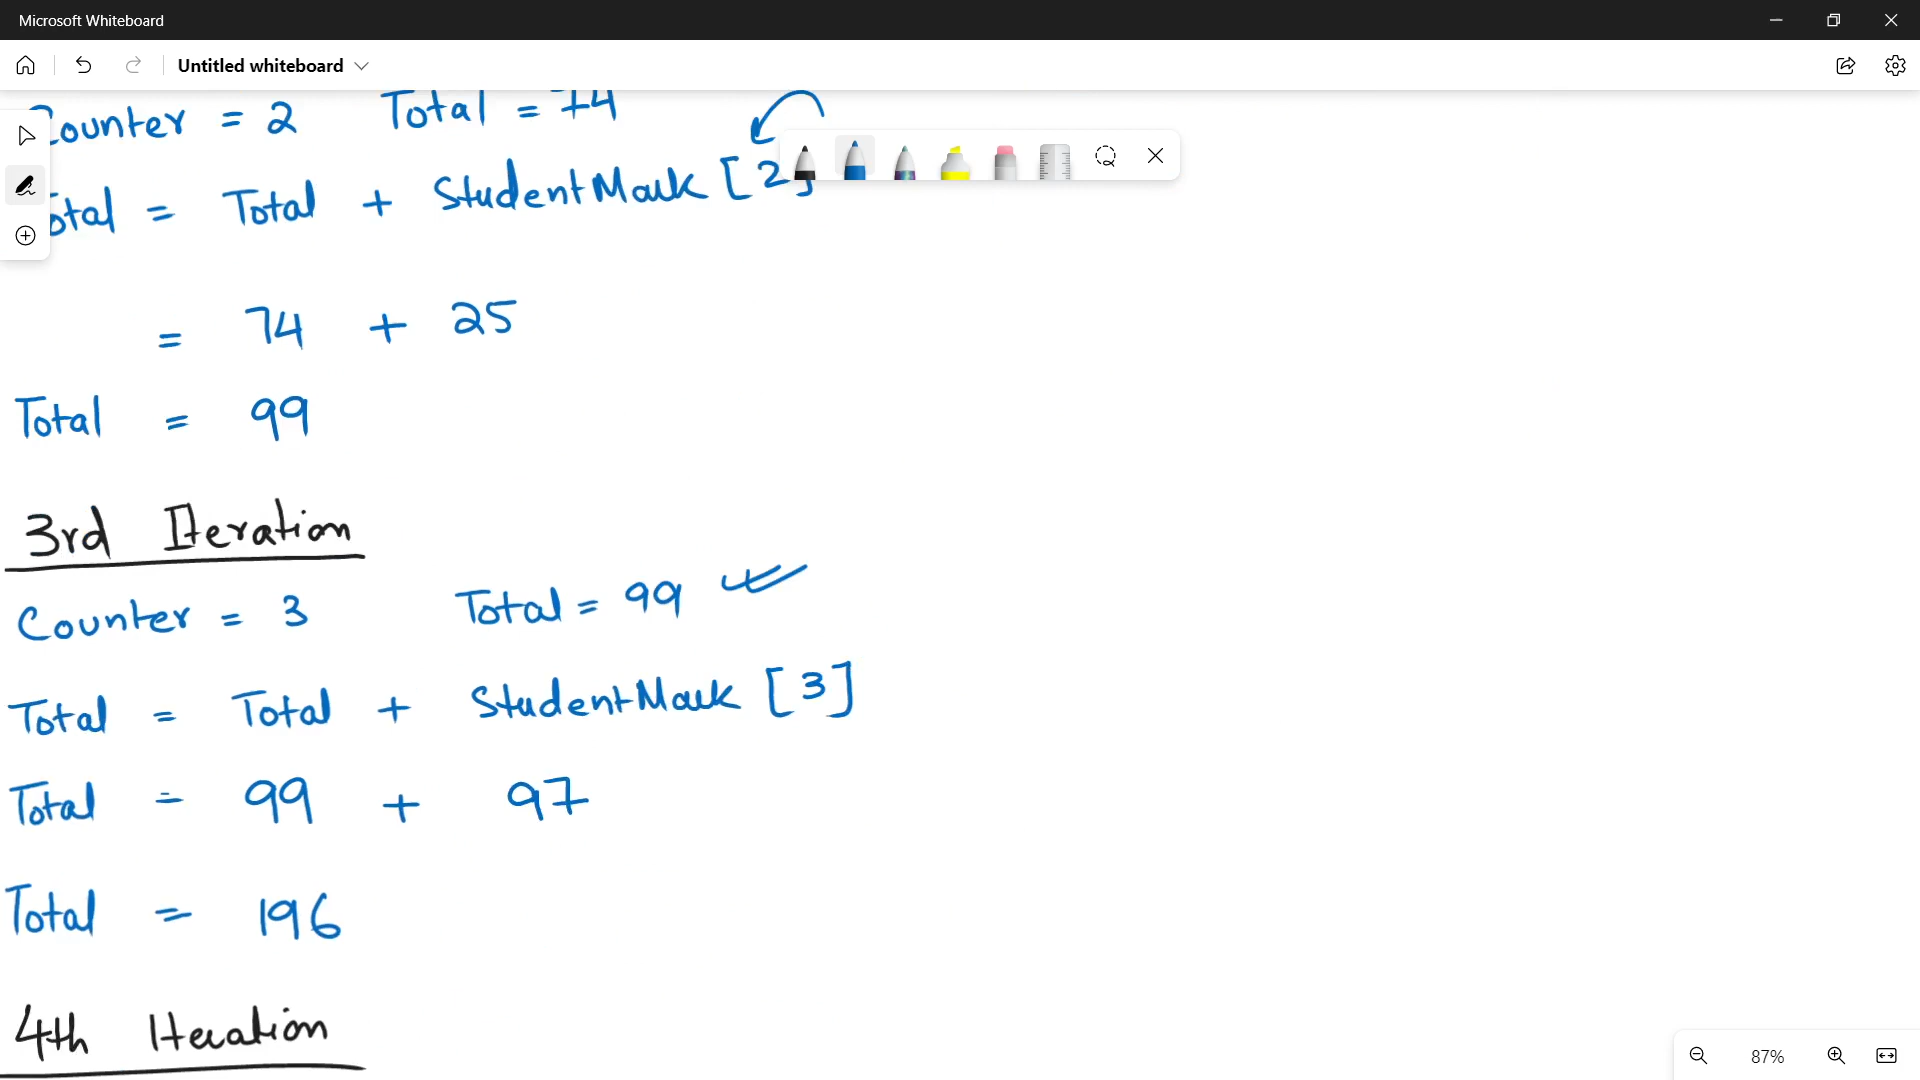 Microsoft Whiteboard
Untitled whiteboard
Counter = 2 Total = 74
Total = Total + StudentMark [2]
= 74 + 25
Total = 99
3rd Iteration
Counter = 3 Total = 99
Total = Total + StudentMark [3]
Total = 99 + 97
Total = 196
4th Iteration
87%